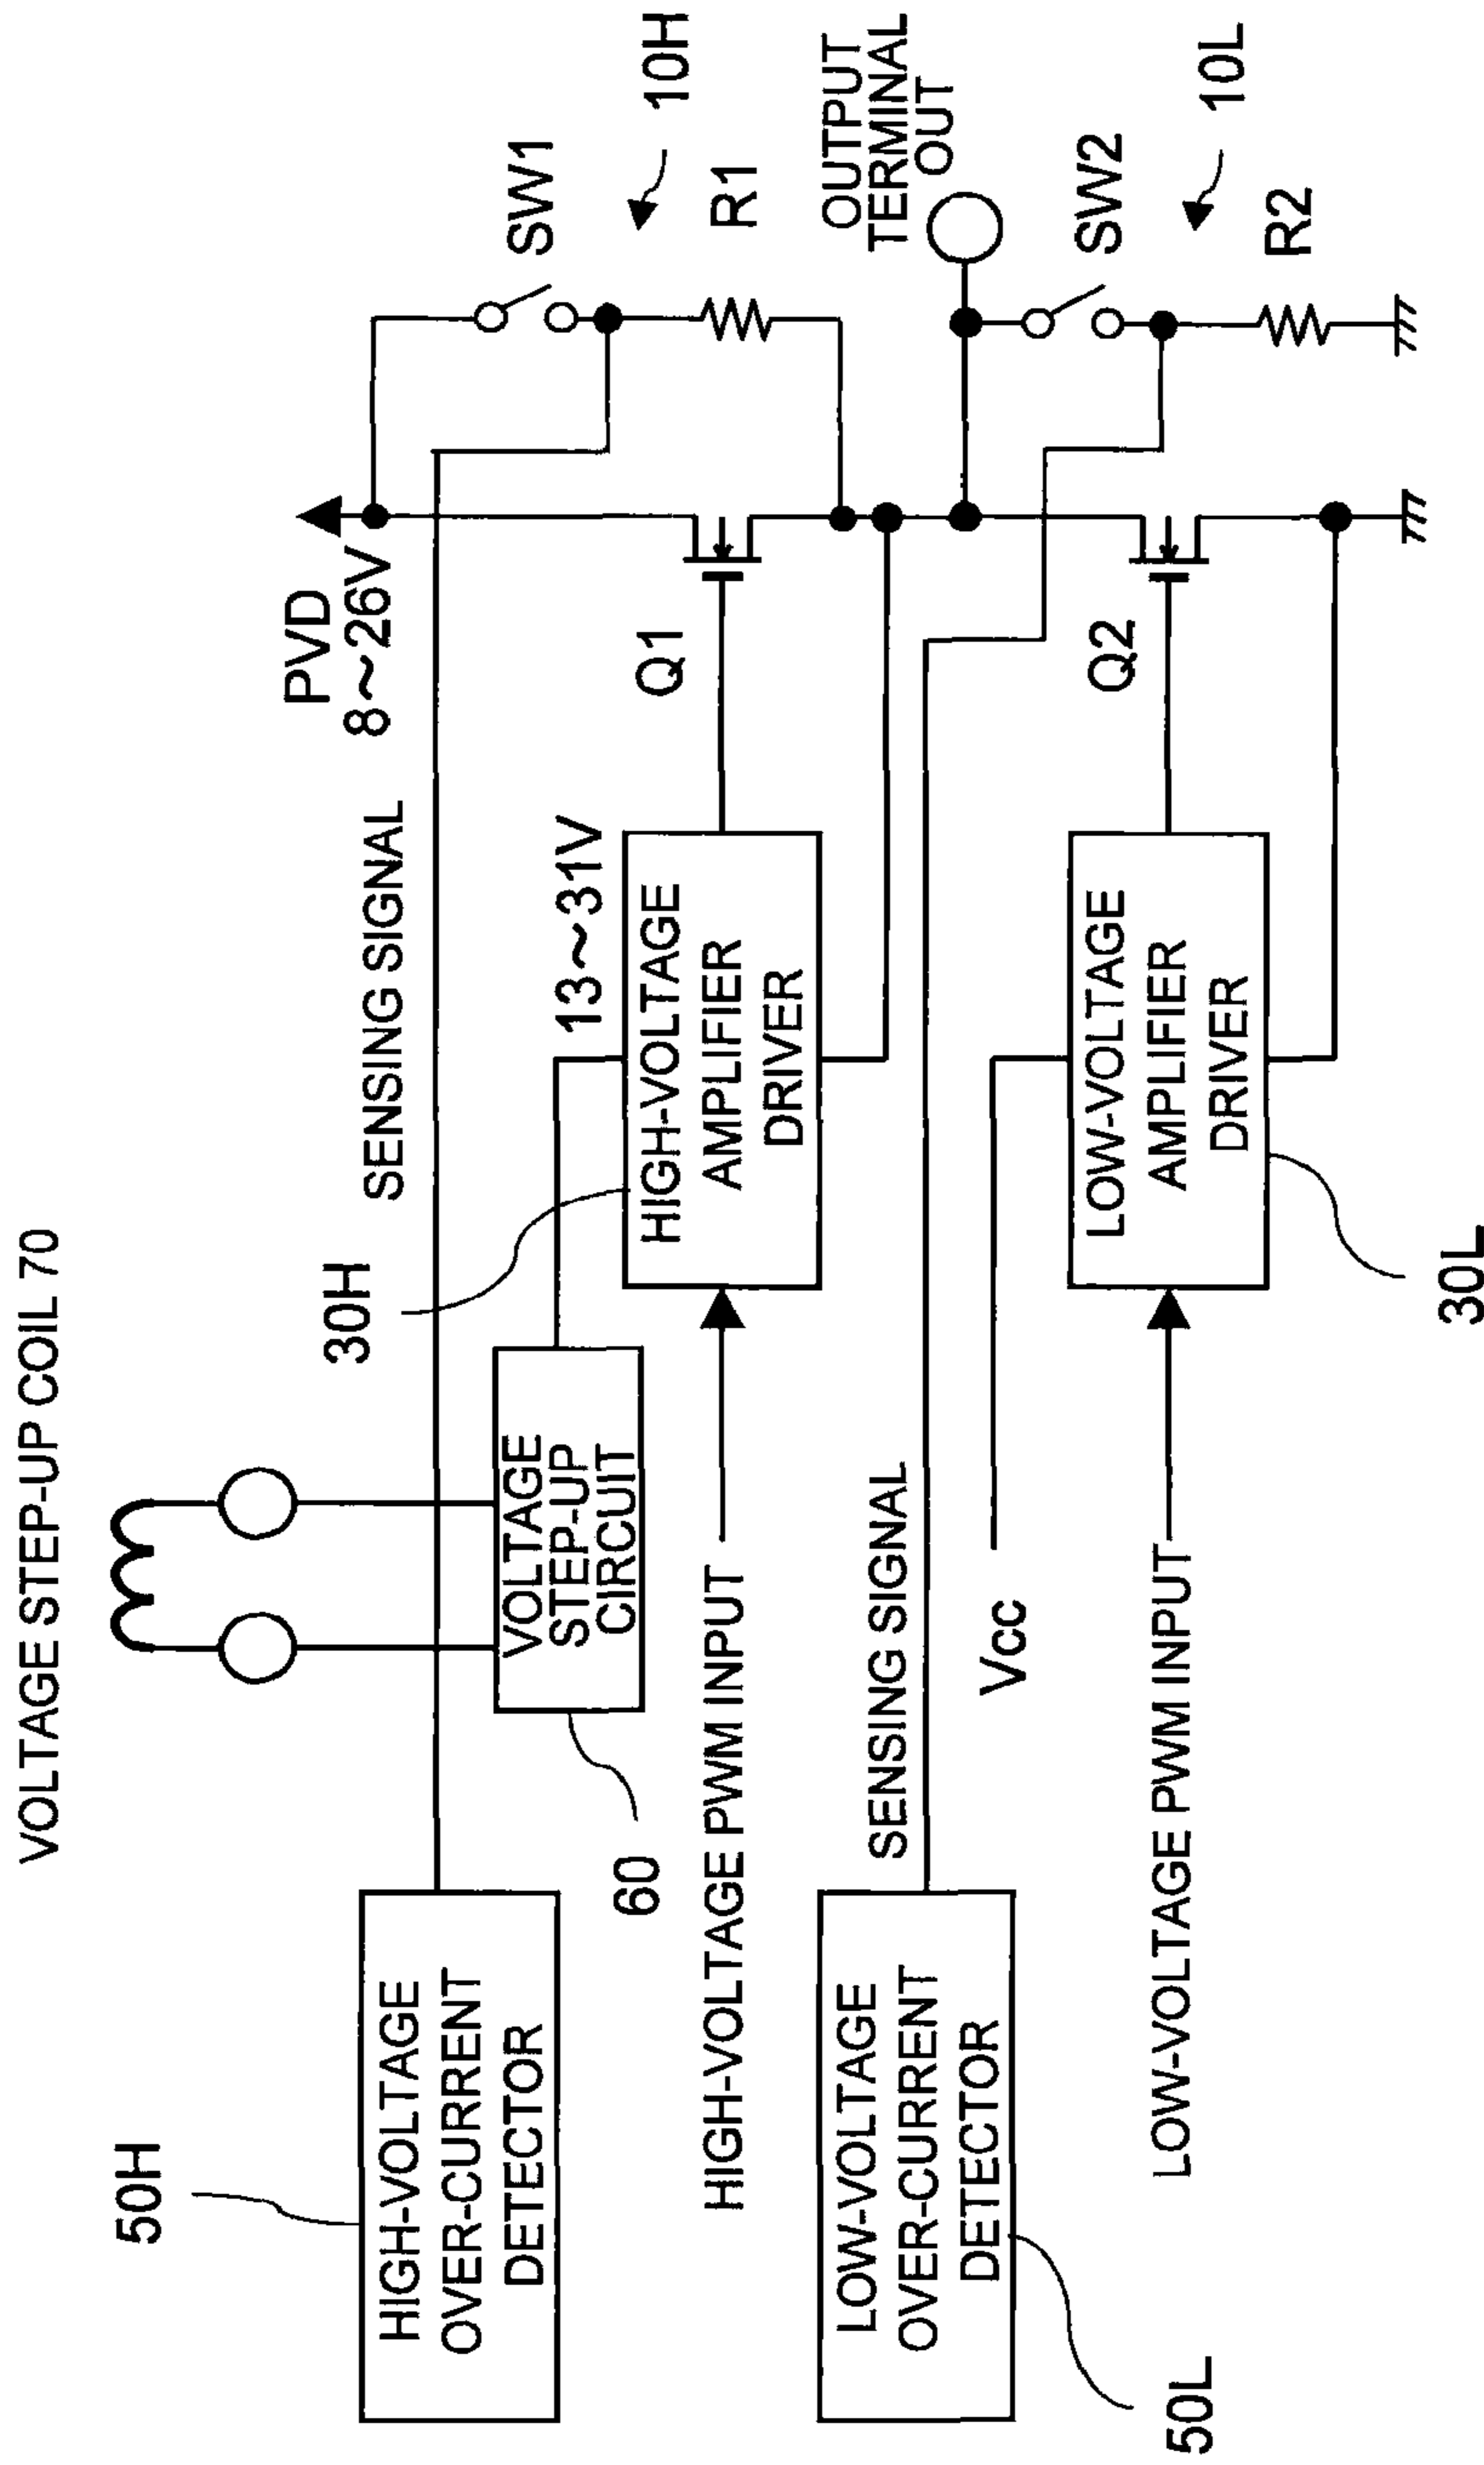 VOLTAGE STEP-UP COIL 70
50H
HIGH-VOLTAGE
OVER-CURRENT
DETECTOR
60
VOLTAGE
STEP-UP
CIRCUIT
30H
SENSING SIGNAL
13~31V
HIGH-VOLTAGE
AMPLIFIER
DRIVER
HIGH-VOLTAGE PWM INPUT
PVD
8~26V
Q1
SW1
10H
R1
OUTPUT
TERMINAL
OUT
LOW-VOLTAGE
OVER-CURRENT
DETECTOR
50L
SENSING SIGNAL
Vcc
LOW-VOLTAGE PWM INPUT
LOW-VOLTAGE
AMPLIFIER
DRIVER
30L
Q2
SW2
10L
R2